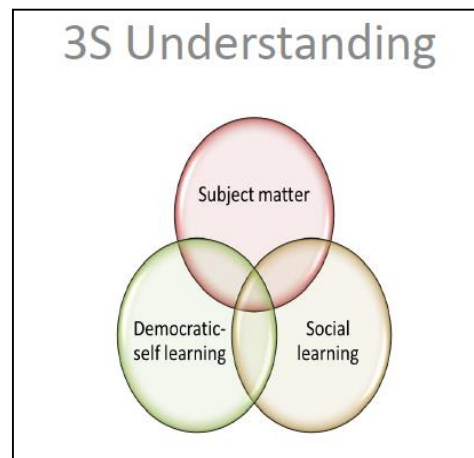 3S Understanding
Subject matter
Democratic-
self learning
Social
learning